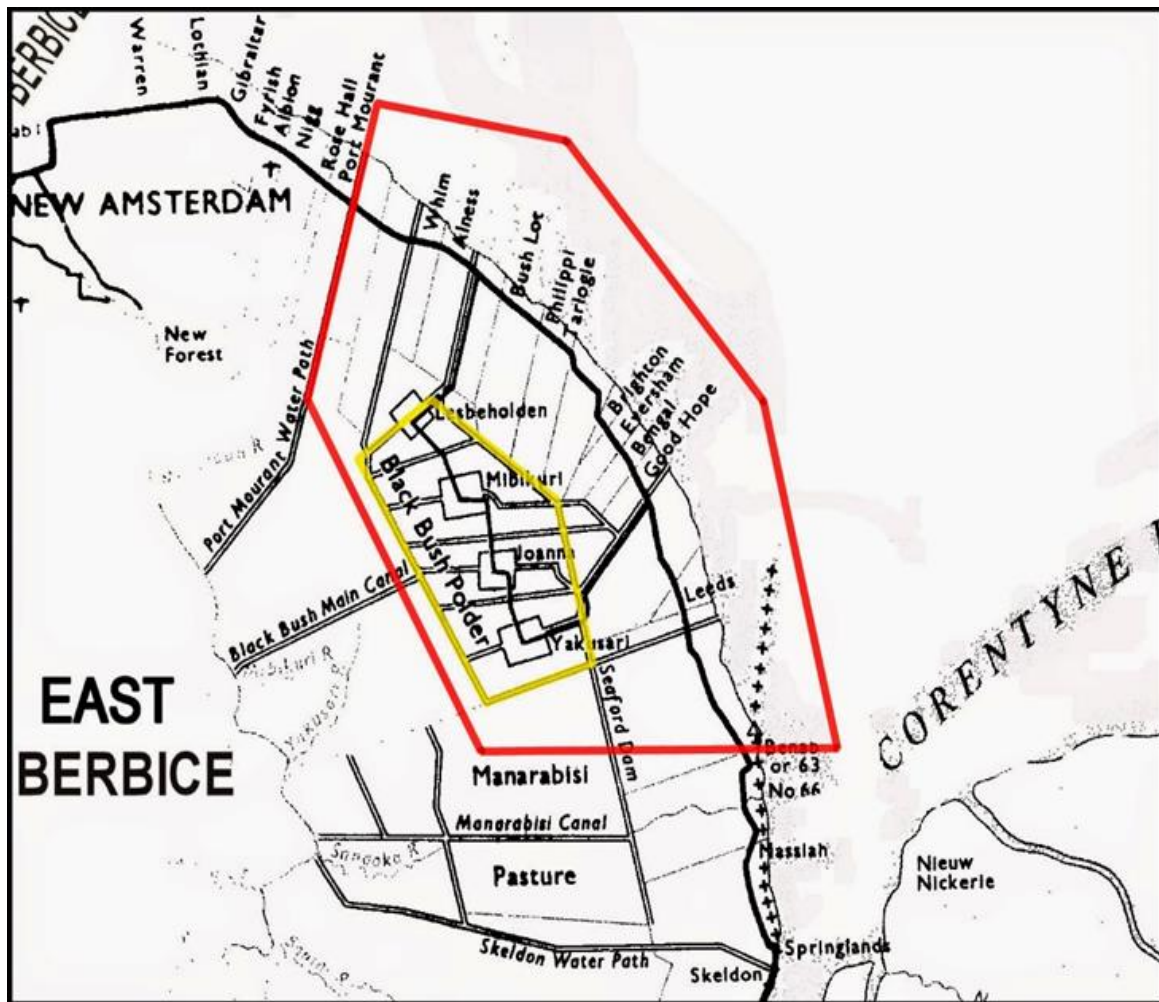 BERBICE
Warren
Lothian
Gibraltar
Fyrish
Albion
Nigg
Rose Hall
Port Mourant
abi
NEW AMSTERDAM
Whim
Alness
Bush Lot
Philippi
Tarlogie
New
Forest
Port Mourant Water Path
Lesbeholden
Brighton
Eversham
Bengal
Good Hope
Black Bush Polder
Mibikuri
Joanna
Black Bush Main Canal
Leeds
Yakusari
Seaford Dam
EAST
BERBICE
CORENTYNE
Manarabisi
Benab
or 63
No 66
Manarabisi Canal
Massiah
Pasture
Nieuw
Nickerie
Skeldon Water Path
Springlands
Skeldon